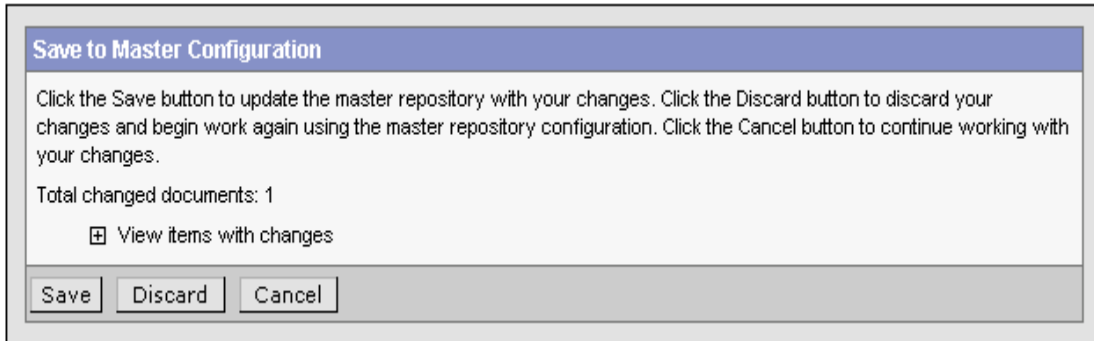 Save to Master Configuration
Click the Save button to update the master repository with your changes. Click the Discard button to discard your
changes and begin work again using the master repository configuration. Click the Cancel button to continue working with
your changes.
Total changed documents: 1
View items with changes
Save Discard Cancel